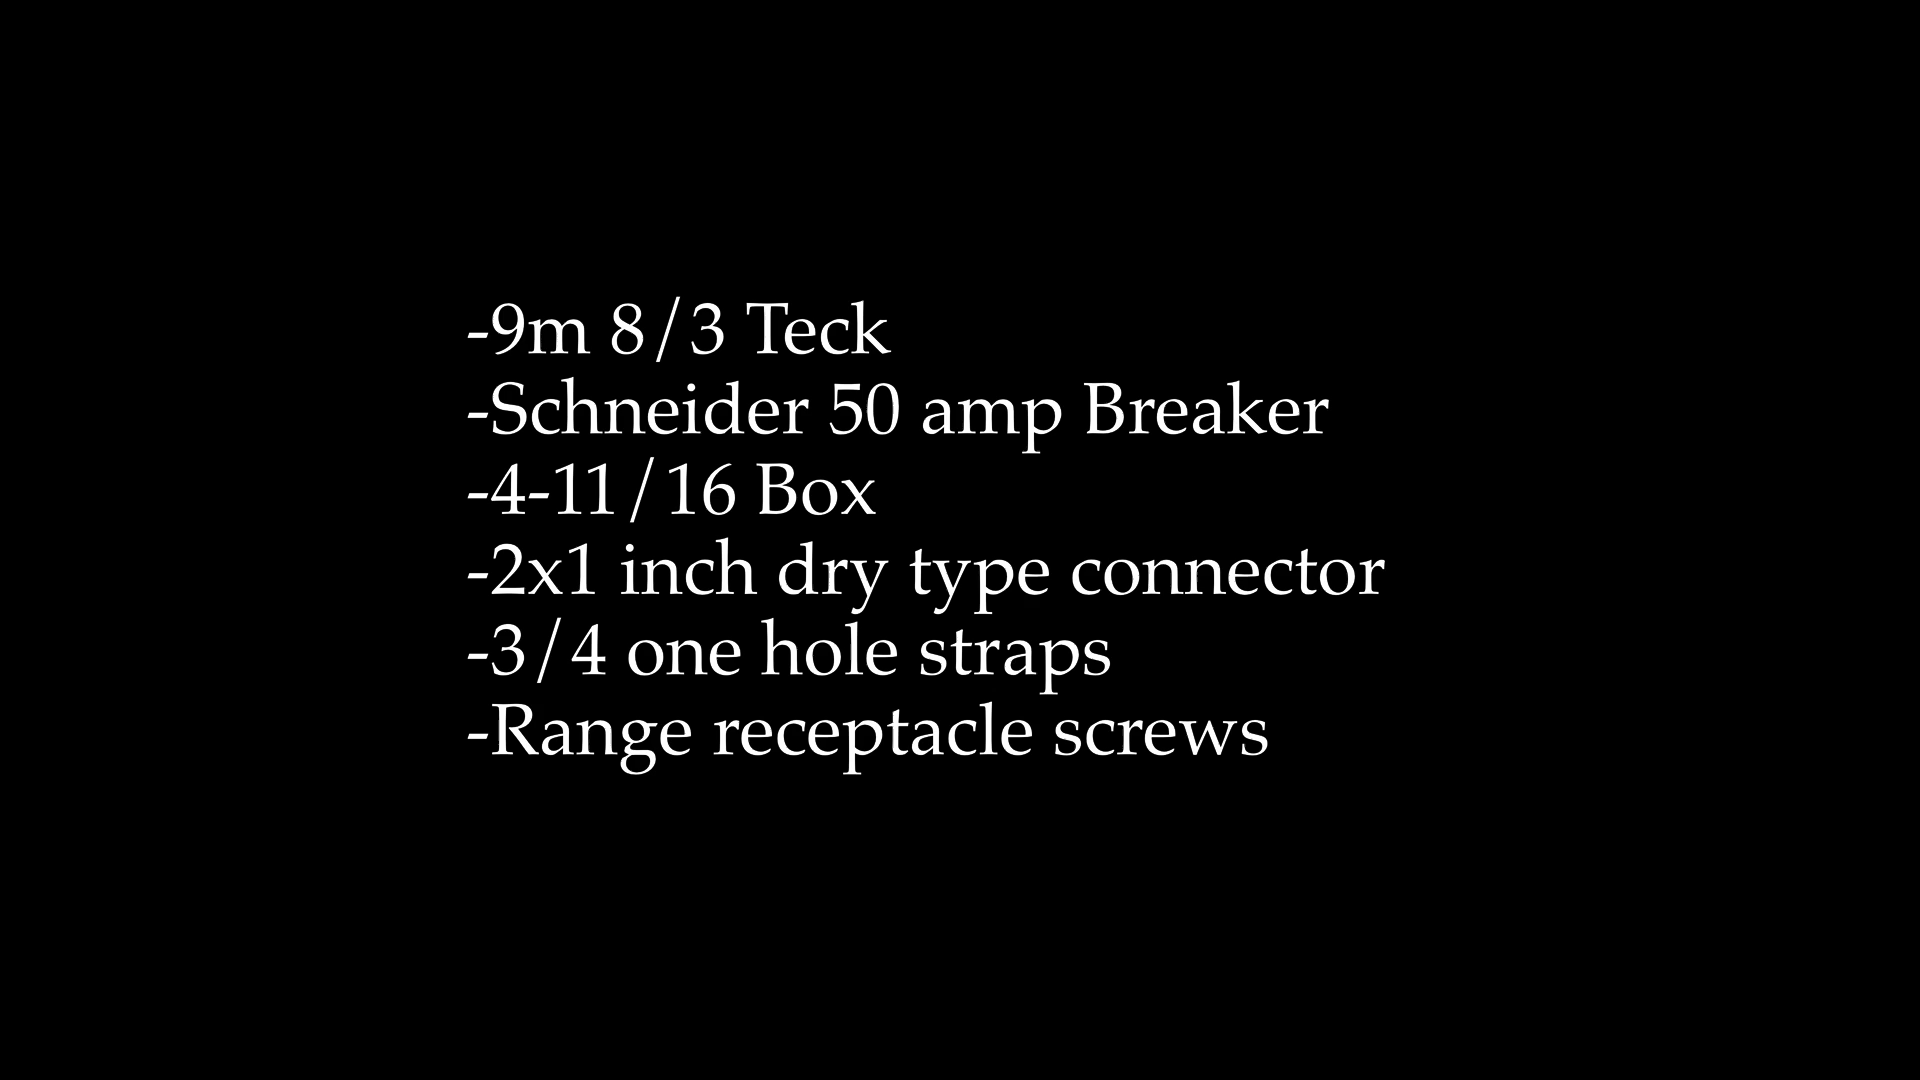 -9m 8/3 Teck
-Schneider 50 amp Breaker
-4-11/16 Box
-2x1 inch dry type connector
-3/4 one hole straps
-Range receptacle screws